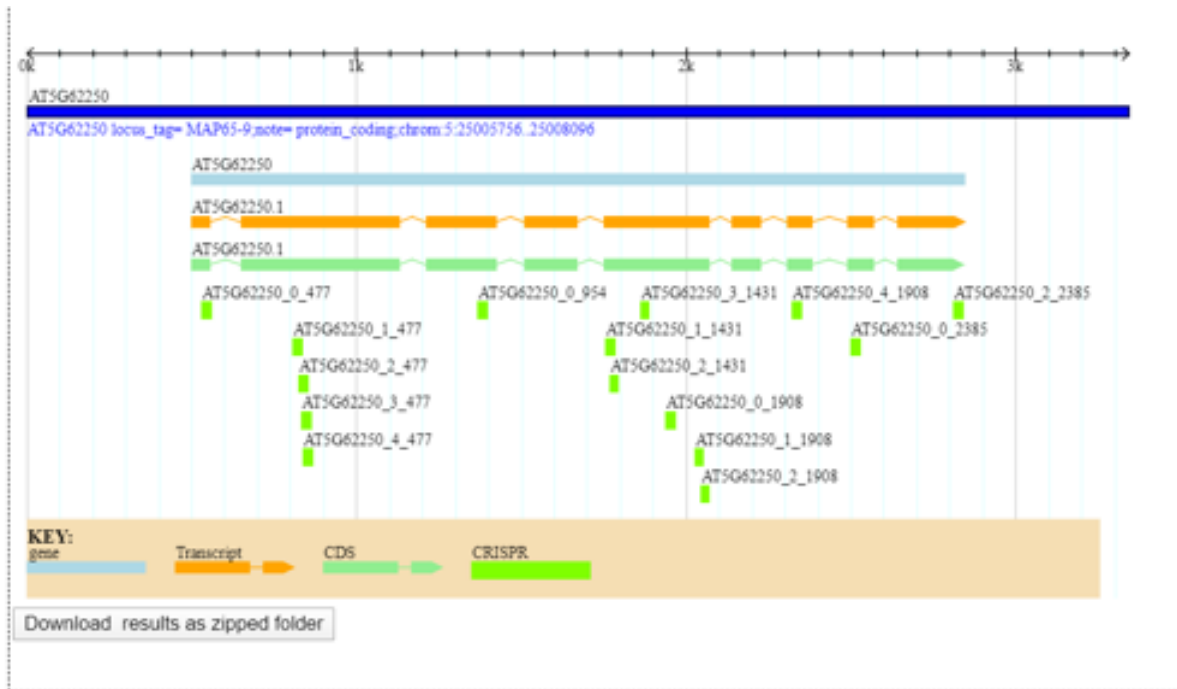 0k 1k 2k 3k
AT5G62250
AT5G62250 locus_tag= MAP65-9;note= protein_coding;chrom:5:25005756..25008096
AT5G62250
AT5G62250.1
AT5G62250.1
AT5G62250_0_477 AT5G62250_0_954 AT5G62250_3_1431 AT5G62250_4_1908 AT5G62250_2_2385
AT5G62250_1_477 AT5G62250_1_1431 AT5G62250_0_2385
AT5G62250_2_477 AT5G62250_2_1431
AT5G62250_3_477 AT5G62250_0_1908
AT5G62250_4_477 AT5G62250_1_1908
AT5G62250_2_1908
KEY:
gene Transcript CDS CRISPR
Download results as zipped folder